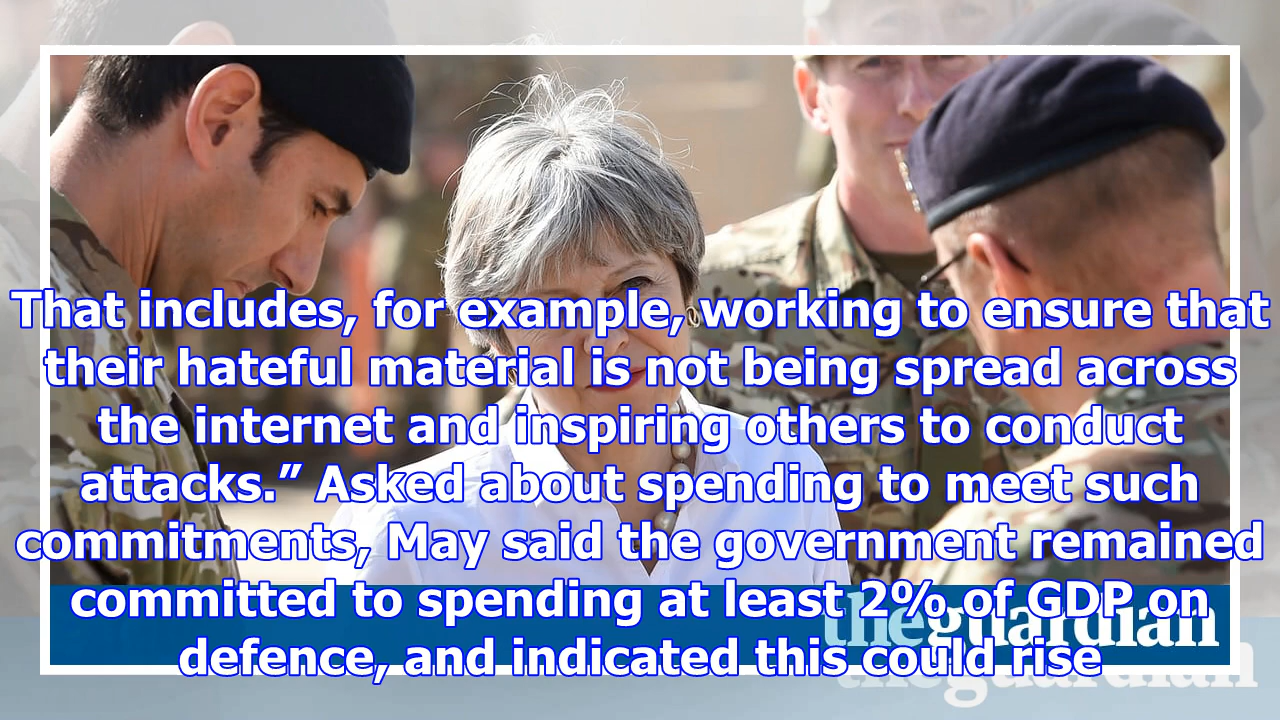 That includes, for example, working to ensure that
their hateful material is not being spread across
the internet and inspiring others to conduct
attacks.” Asked about spending to meet such
commitments, May said the government remained
committed to spending at least 2% of GDP on
theguardian
defence, and indicated this could rise
theguardian